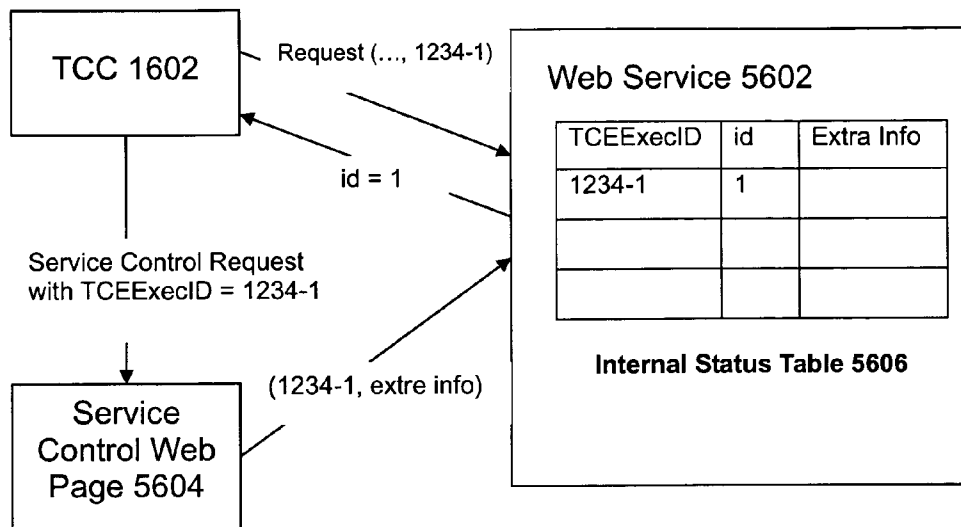 TCC 1602
Request (..., 1234-1)
id = 1
Service Control Request
with TCEExecID = 1234-1
(1234-1, extre info)
Service
Control Web
Page 5604
Web Service 5602
TCEExecID id Extra Info
1234-1 1
Internal Status Table 5606